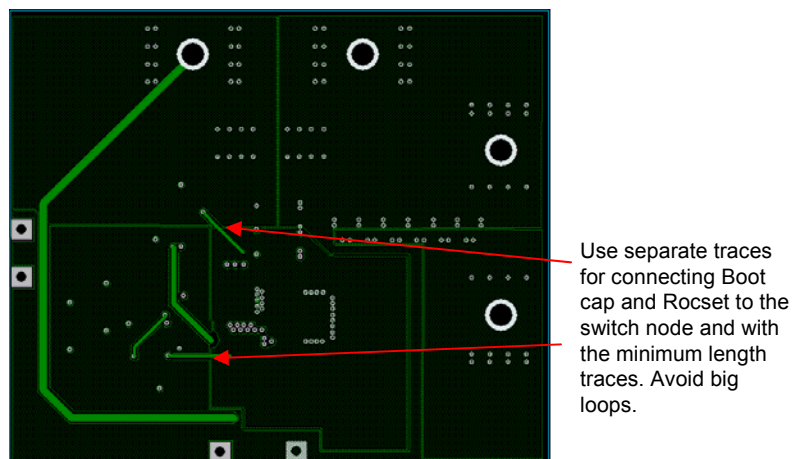 Use separate traces
for connecting Boot
cap and Rocset to the
switch node and with
the minimum length
traces. Avoid big
loops.